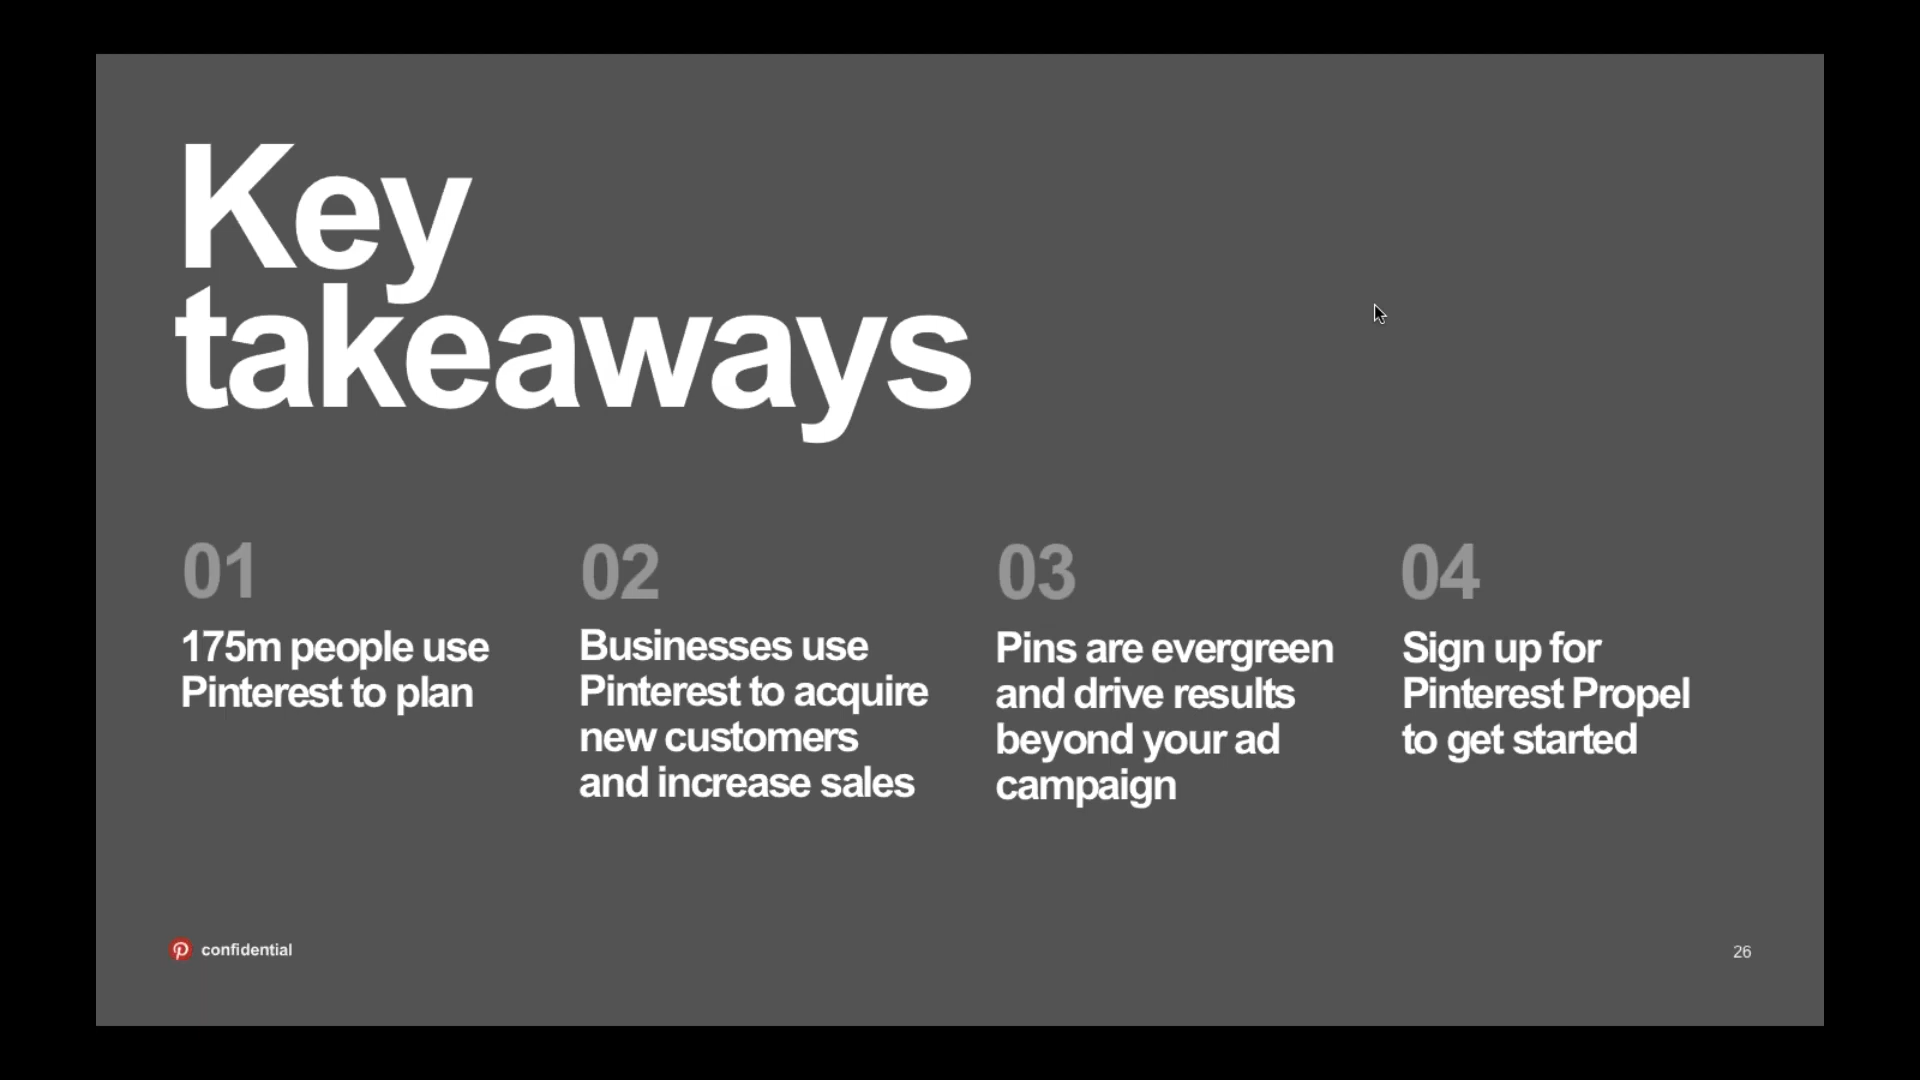 Key
takeaways
01
175m people use
Pinterest to plan
02
Businesses use
Pinterest to acquire
new customers
and increase sales
03
Pins are evergreen
and drive results
beyond your ad
campaign
04
Sign up for
Pinterest Propel
to get started
confidential
26